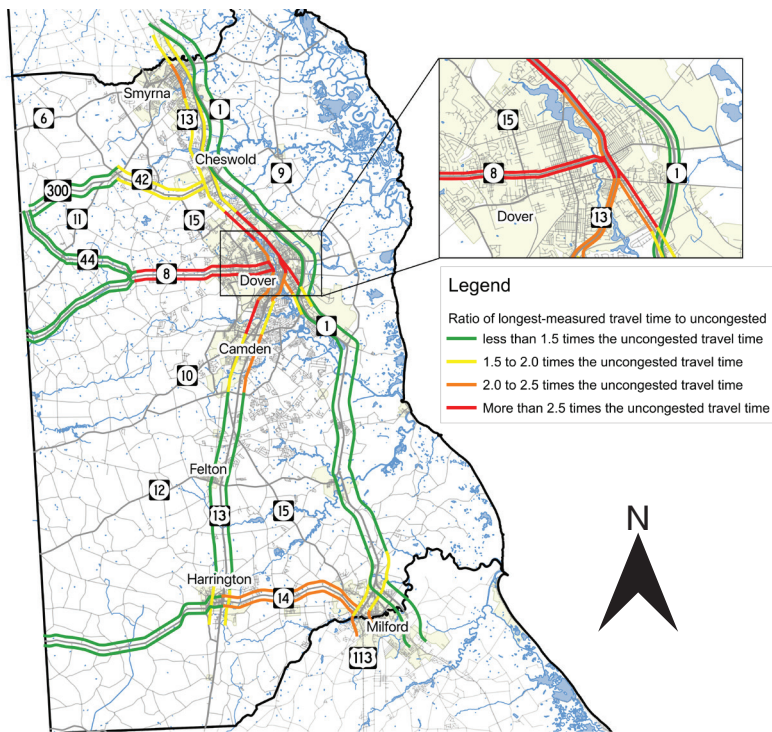 Smyrna
6
13
1
Cheswold
9
42
300
11
15
44
8
Dover
1
Camden
10
Felton
12
13
15
Harrington
14
Milford
113
15
8
1
13
Dover
Legend
Ratio of longest-measured travel time to uncongested
less than 1.5 times the uncongested travel time
1.5 to 2.0 times the uncongested travel time
2.0 to 2.5 times the uncongested travel time
More than 2.5 times the uncongested travel time
N